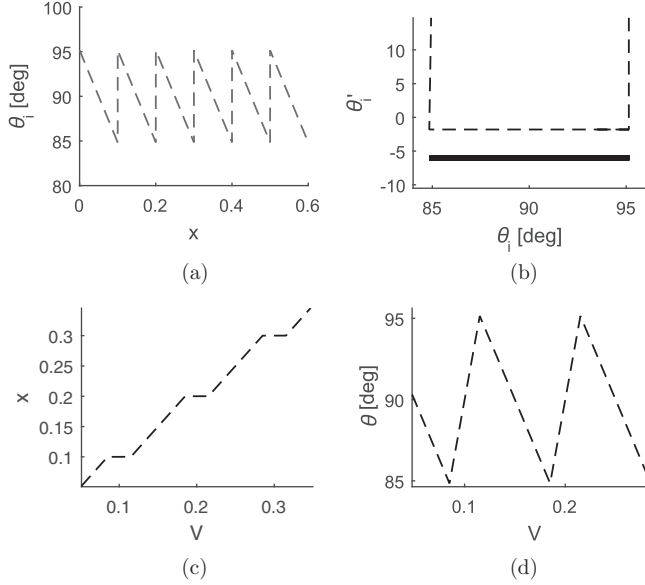 100
95
90
85
80
θi [deg]
0 0.2 0.4 0.6
x
(a)
10
5
0
-5
-10
θi'
85 90 95
θi [deg]
(b)
0.3
0.25
0.2
0.15
0.1
x
0.1 0.2 0.3
V
(c)
95
90
85
θ [deg]
0.1 0.2
V
(d)